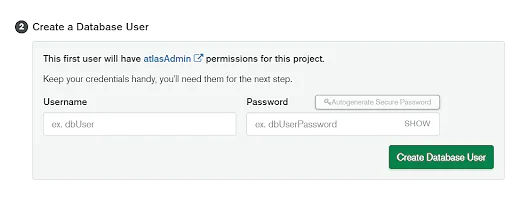 2 Create a Database User
This first user will have atlasAdmin permissions for this project.
Keep your credentials handy, you'll need them for the next step.
Username
Password Autogenerate Secure Password
ex. dbUser
ex. dbUserPassword SHOW
Create Database User